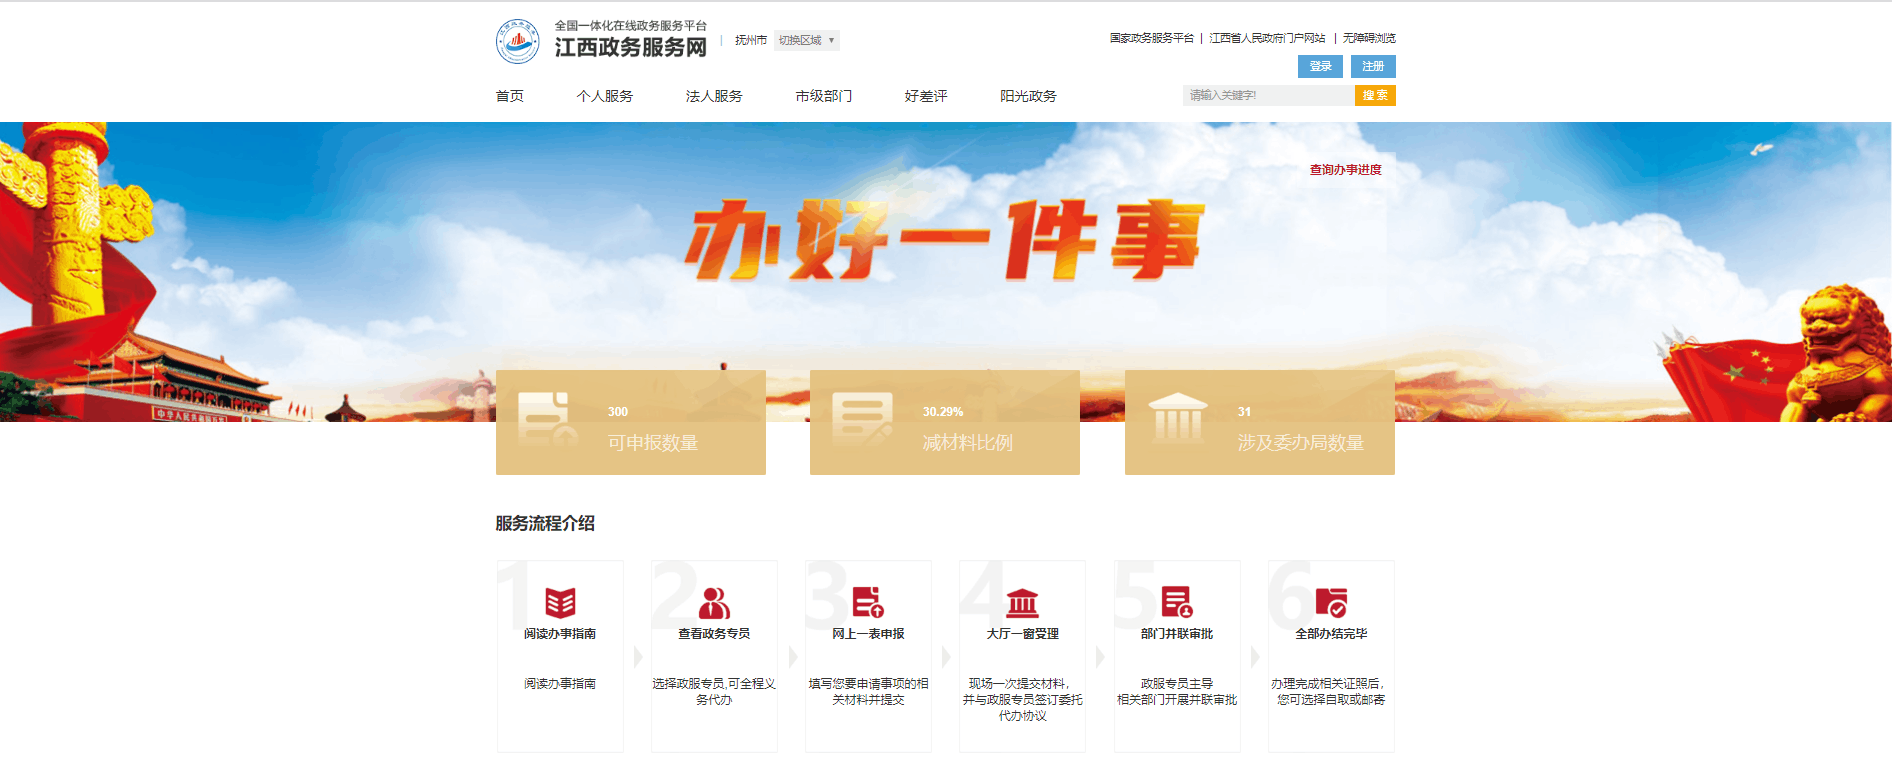 全国一体化在线政务服务平台
江西政务服务网
抚州市 切换区域
国家政务服务平台 | 江西省人民政府门户网站 | 无障碍浏览
登录 注册
首页 个人服务 法人服务 市级部门 好差评 阳光政务
请输入关键字! 搜 索
查询办事进度
办好一件事
300
可申报数量
30.29%
减材料比例
31
涉及委办局数量
服务流程介绍
1
阅读办事指南
阅读办事指南
2
查看政务专员
选择政服专员,可全程义
务代办
3
网上一表申报
填写您要申请事项的相
关材料并提交
4
大厅一窗受理
现场一次提交材料,
并与政服专员签订委托
代办协议
5
部门并联审批
政服专员主导
相关部门开展并联审批
6
全部办结完毕
办理完成相关证照后,
您可选择自取或邮寄